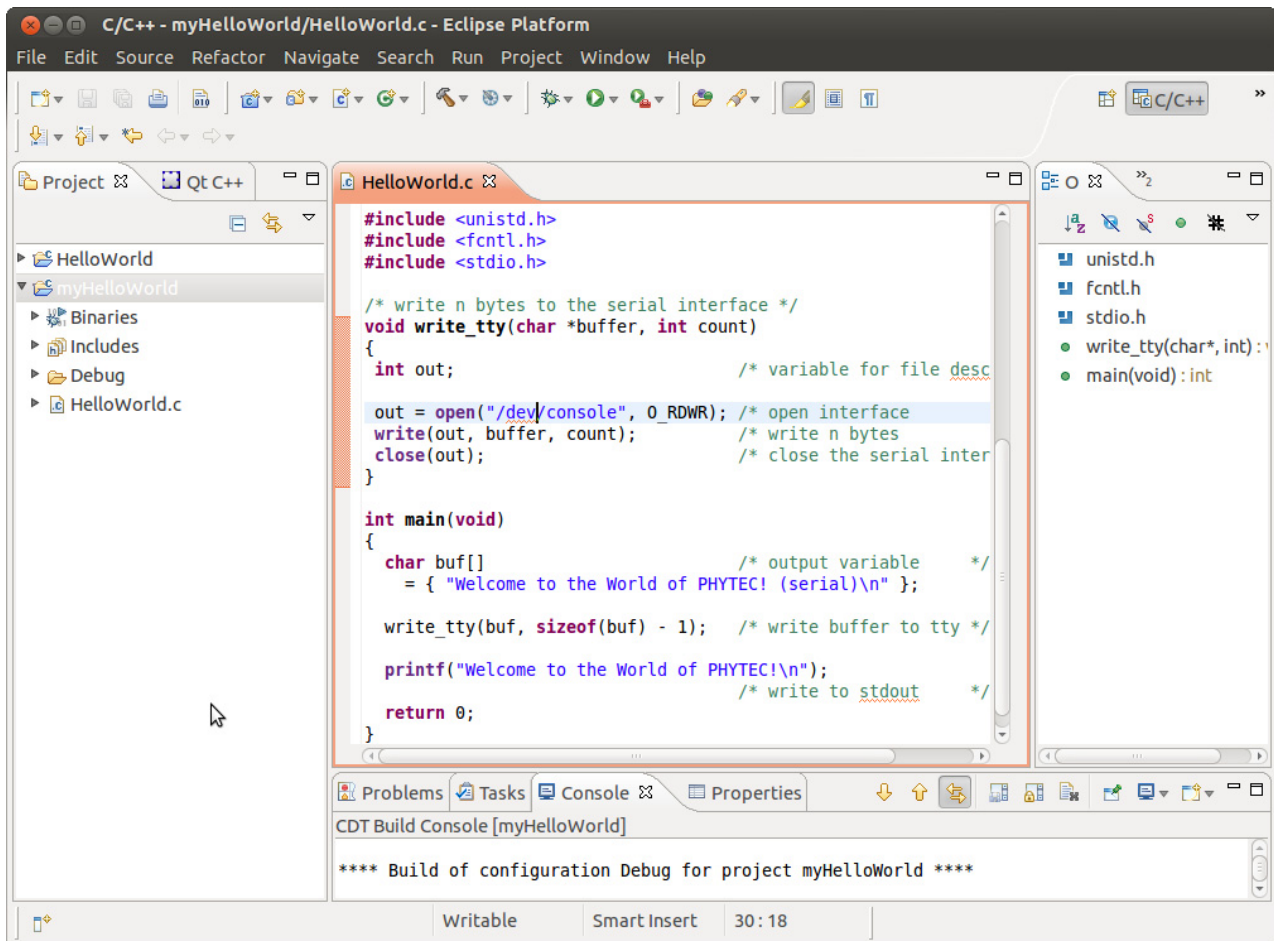 C/C++ - myHelloWorld/HelloWorld.c - Eclipse Platform
File Edit Source Refactor Navigate Search Run Project Window Help
C/C++
Project
Qt C++
HelloWorld
myHelloWorld
Binaries
Includes
Debug
HelloWorld.c
HelloWorld.c
#include <unistd.h>
#include <fcntl.h>
#include <stdio.h>
/* write n bytes to the serial interface */
void write_tty(char *buffer, int count)
{
int out; /* variable for file desc
out = open("/dev/console", O_RDWR); /* open interface
write(out, buffer, count); /* write n bytes
close(out); /* close the serial inter
}
int main(void)
{
char buf[] /* output variable */
= { "Welcome to the World of PHYTEC! (serial)\n" };
write_tty(buf, sizeof(buf) - 1); /* write buffer to tty */
printf("Welcome to the World of PHYTEC!\n");
/* write to stdout */
return 0;
}
O
»2
unistd.h
fcntl.h
stdio.h
write_tty(char*, int) :
main(void) : int
Problems Tasks Console Properties
CDT Build Console [myHelloWorld]
**** Build of configuration Debug for project myHelloWorld ****
Writable Smart Insert 30 : 18